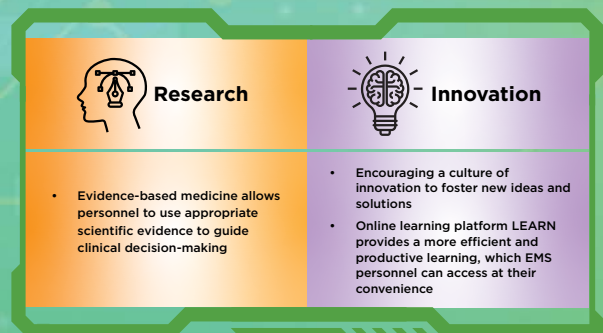 Research
Innovation
• Evidence-based medicine allows
personnel to use appropriate
scientific evidence to guide
clinical decision-making
• Encouraging a culture of
innovation to foster new ideas and
solutions
• Online learning platform LEARN
provides a more efficient and
productive learning, which EMS
personnel can access at their
convenience